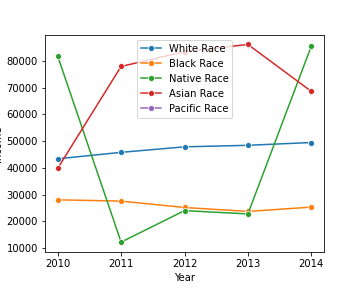 White Race
Black Race
Native Race
Asian Race
Pacific Race
80000
70000
60000
50000
40000
30000
20000
10000
2010 2011 2012 2013 2014
Year